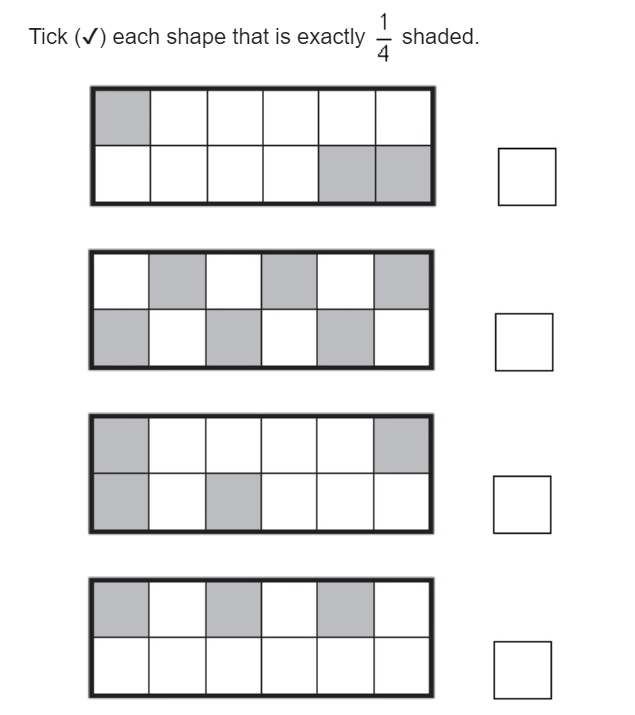 Tick (✓) each shape that is exactly 1/4 shaded.